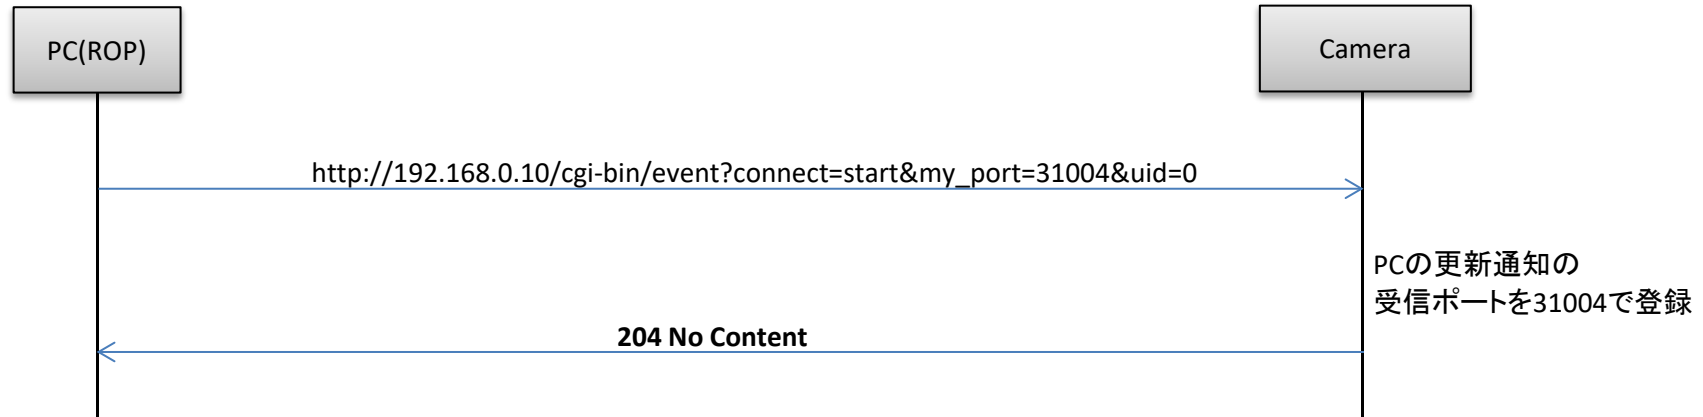 PC(ROP)
Camera
http://192.168.0.10/cgi-bin/event?connect=start&my_port=31004&uid=0
PCの更新通知の
受信ポートを31004で登録
204 No Content